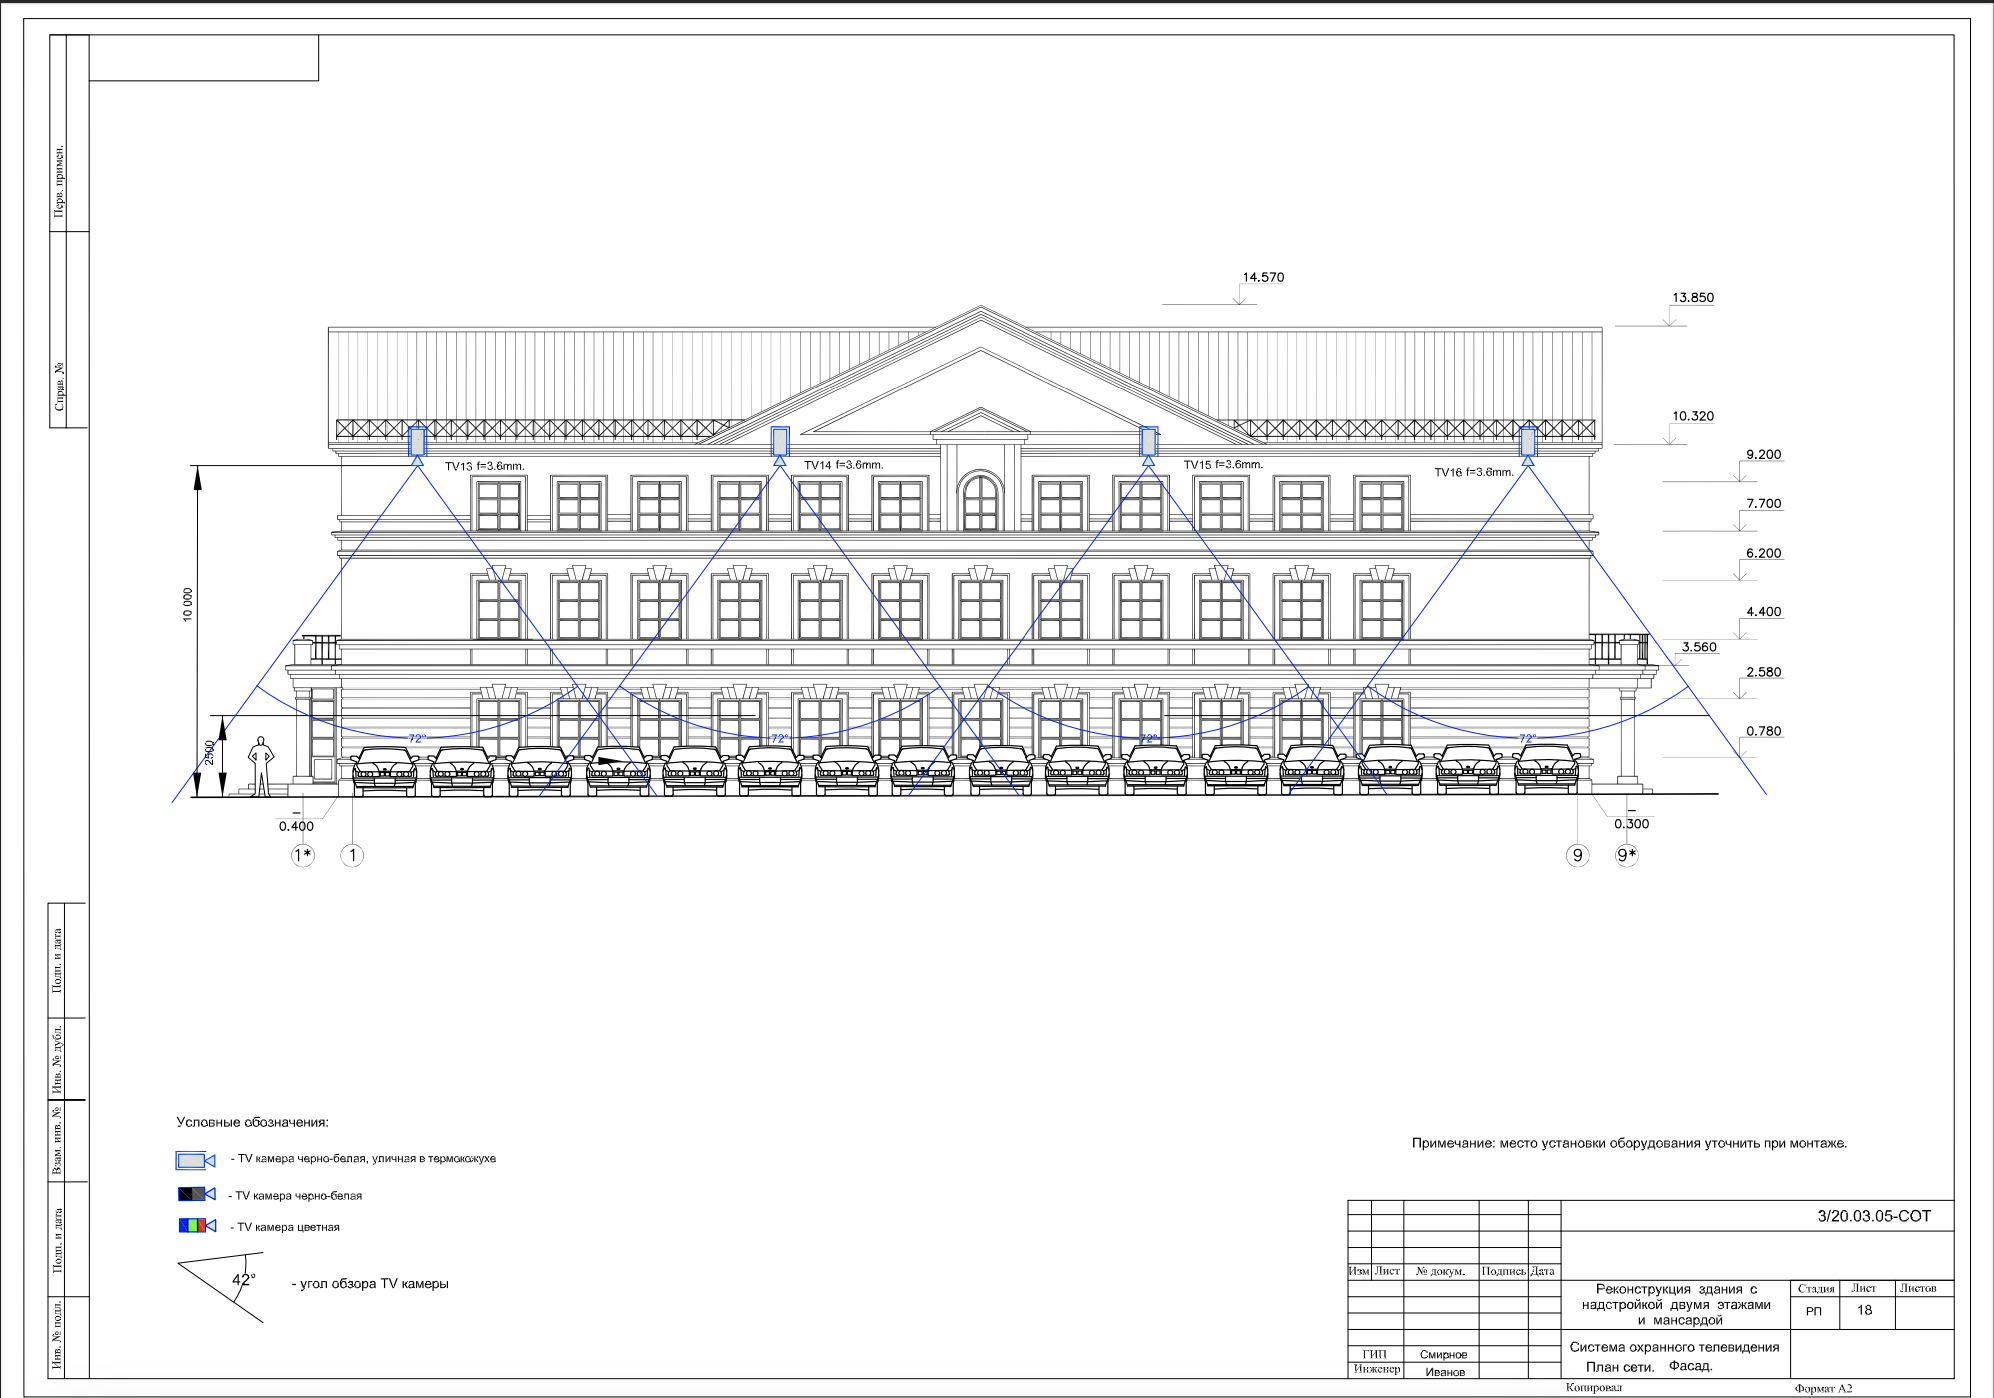 Перв. примен.
Справ. №
14.570
13.850
10.320
9.200
7.700
6.200
4.400
3.560
2.580
0.780
TV13 f=3.6mm.
TV14 f=3.6mm.
TV15 f=3.6mm.
TV16 f=3.6mm.
10 000
2500
72°
72°
72°
72°
0.400
0.300
1*
1
9
9*
Подп. и дата
Инв. № дубл.
Взам. инв. №
Подп. и дата
Инв. № подл.
Условные обозначения:
- TV камера черно-белая, уличная в термокожухе
- TV камера черно-белая
- TV камера цветная
42°
- угол обзора TV камеры
Примечание: место установки оборудования уточнить при монтаже.
3/20.03.05-СОТ
Изм Лист № докум. Подпись Дата
Реконструкция здания с
надстройкой двумя этажами
и мансардой
Стадия Лист Листов
РП 18
ГИП Смирнов
Инженер Иванов
Система охранного телевидения
План сети. Фасад.
Копировал Формат А2